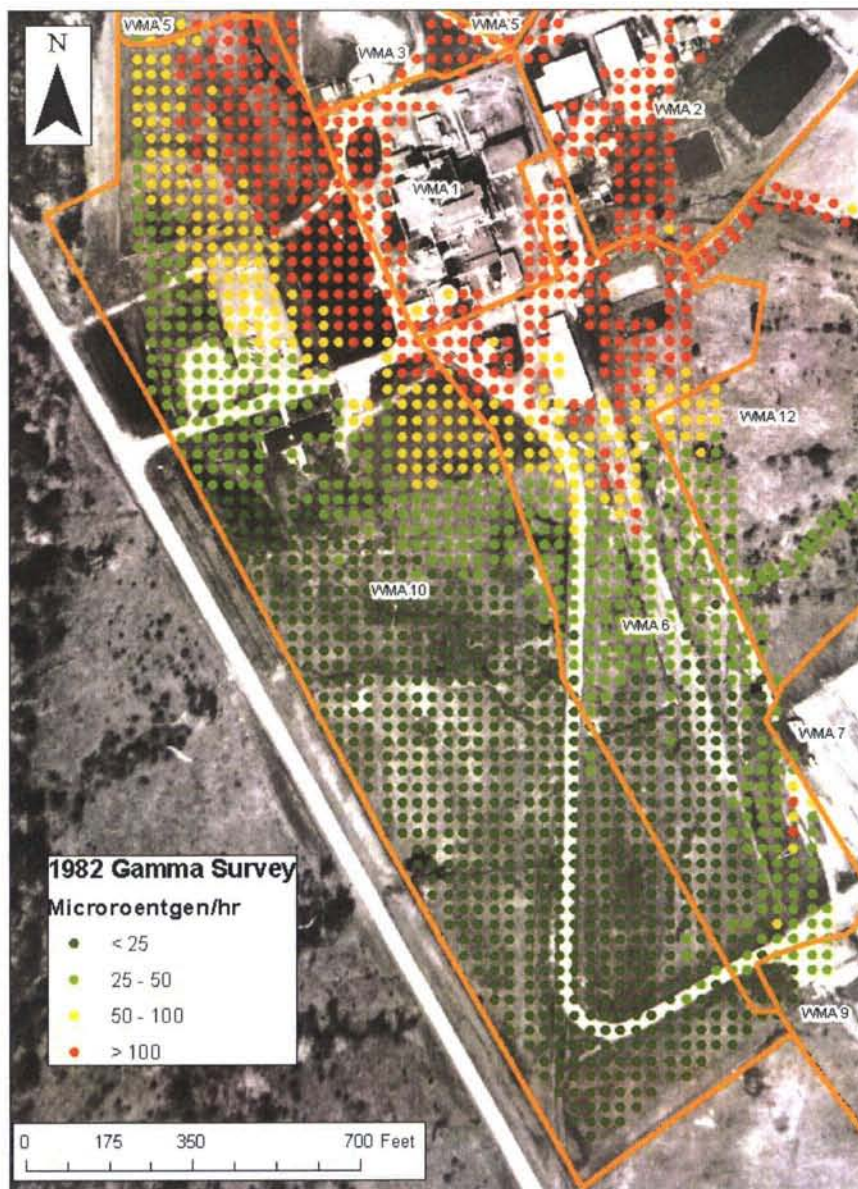 WMA 5
WMA 5
N
WMA 3
WMA 2
WMA 1
WMA 12
WMA 10
WMA 6
WMA 7
1982 Gamma Survey
Microroentgen/hr
< 25
25 - 50
50 - 100
> 100
WMA 9
0 175 350 700 Feet